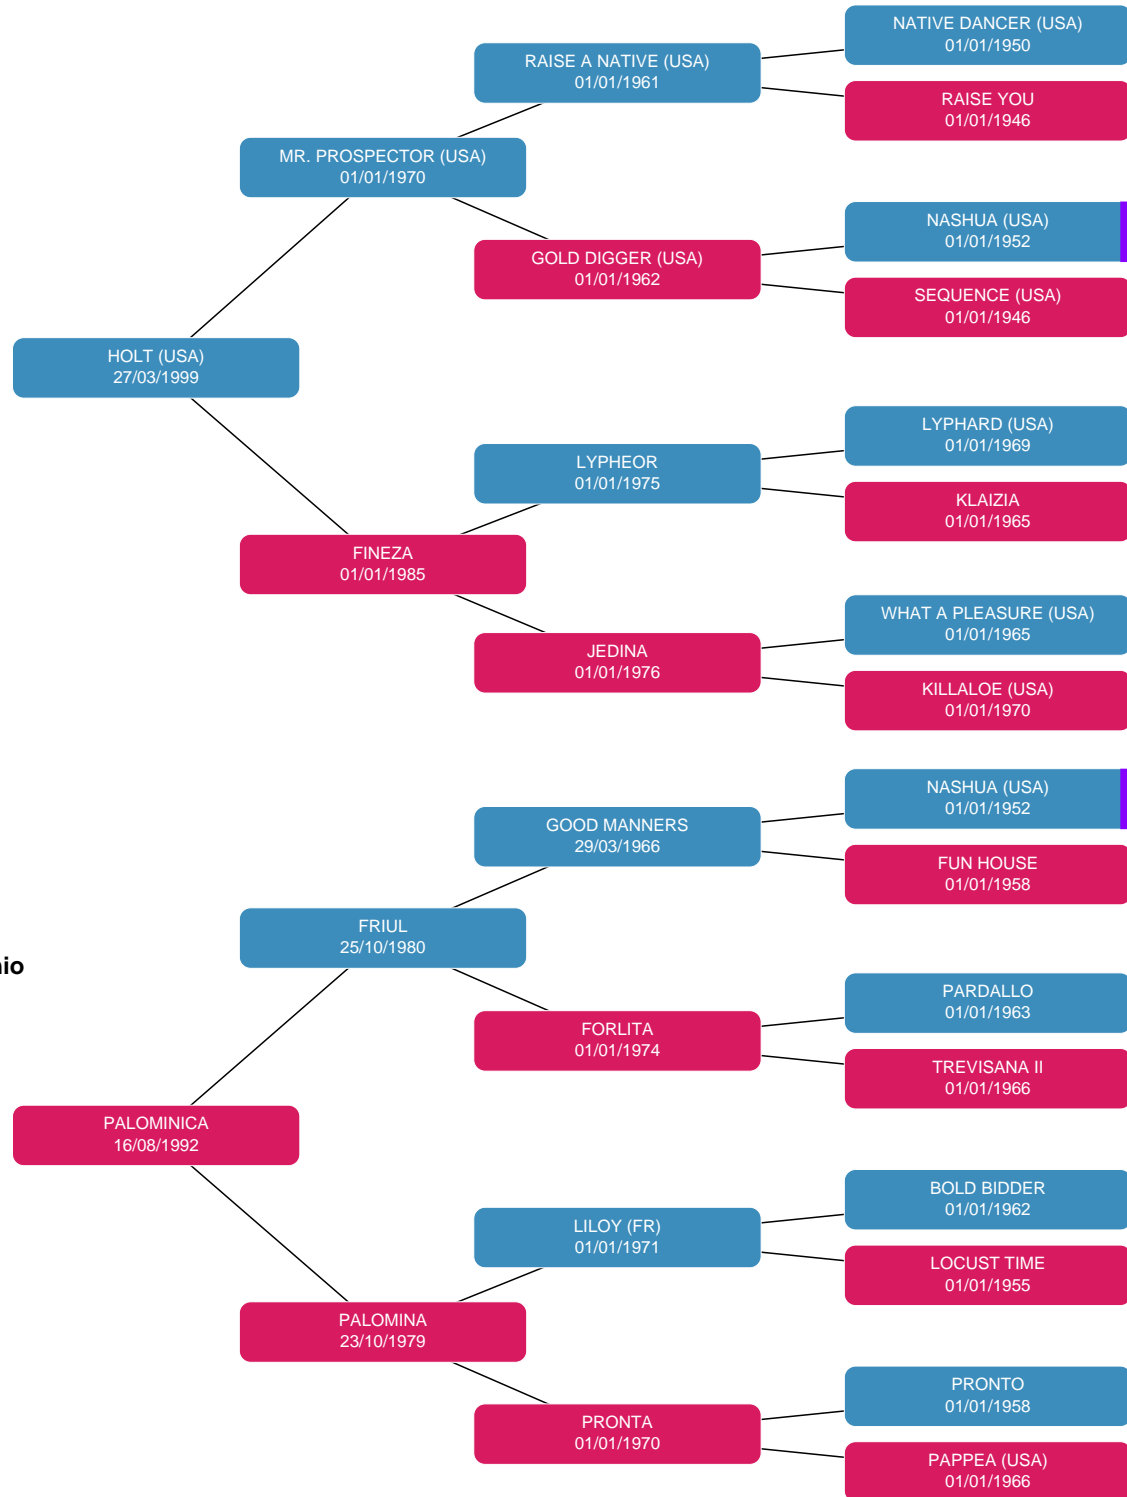 NATIVE DANCER (USA)
01/01/1950
RAISE A NATIVE (USA)
01/01/1961
RAISE YOU
01/01/1946
MR. PROSPECTOR (USA)
01/01/1970
NASHUA (USA)
01/01/1952
GOLD DIGGER (USA)
01/01/1962
SEQUENCE (USA)
01/01/1946
HOLT (USA)
27/03/1999
LYPHARD (USA)
01/01/1969
LYPHEOR
01/01/1975
KLAIZIA
01/01/1965
FINEZA
01/01/1985
WHAT A PLEASURE (USA)
01/01/1965
JEDINA
01/01/1976
KILLALOE (USA)
01/01/1970
NASHUA (USA)
01/01/1952
GOOD MANNERS
29/03/1966
FUN HOUSE
01/01/1958
FRIUL
25/10/1980
PARDALLO
01/01/1963
FORLITA
01/01/1974
TREVISANA II
01/01/1966
PALOMINICA
16/08/1992
BOLD BIDDER
01/01/1962
LILOY (FR)
01/01/1971
LOCUST TIME
01/01/1955
PALOMINA
23/10/1979
PRONTO
01/01/1958
PRONTA
01/01/1970
PAPPEA (USA)
01/01/1966